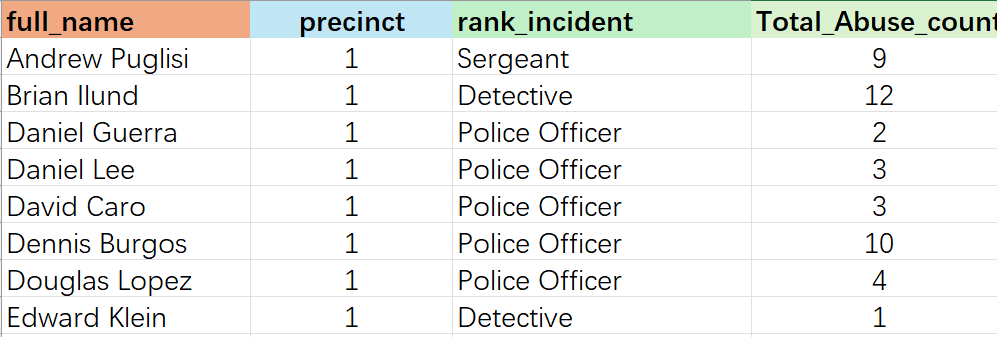 full_name precinct rank_incident Total_Abuse_count
Andrew Puglisi 1 Sergeant 9
Brian Ilund 1 Detective 12
Daniel Guerra 1 Police Officer 2
Daniel Lee 1 Police Officer 3
David Caro 1 Police Officer 3
Dennis Burgos 1 Police Officer 10
Douglas Lopez 1 Police Officer 4
Edward Klein 1 Detective 1